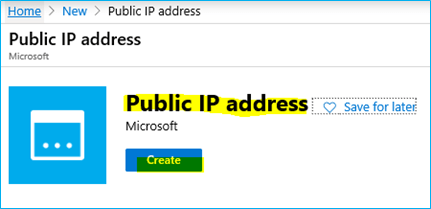 Home > New > Public IP address
Public IP address
Microsoft
Public IP address Save for later
Microsoft
Create